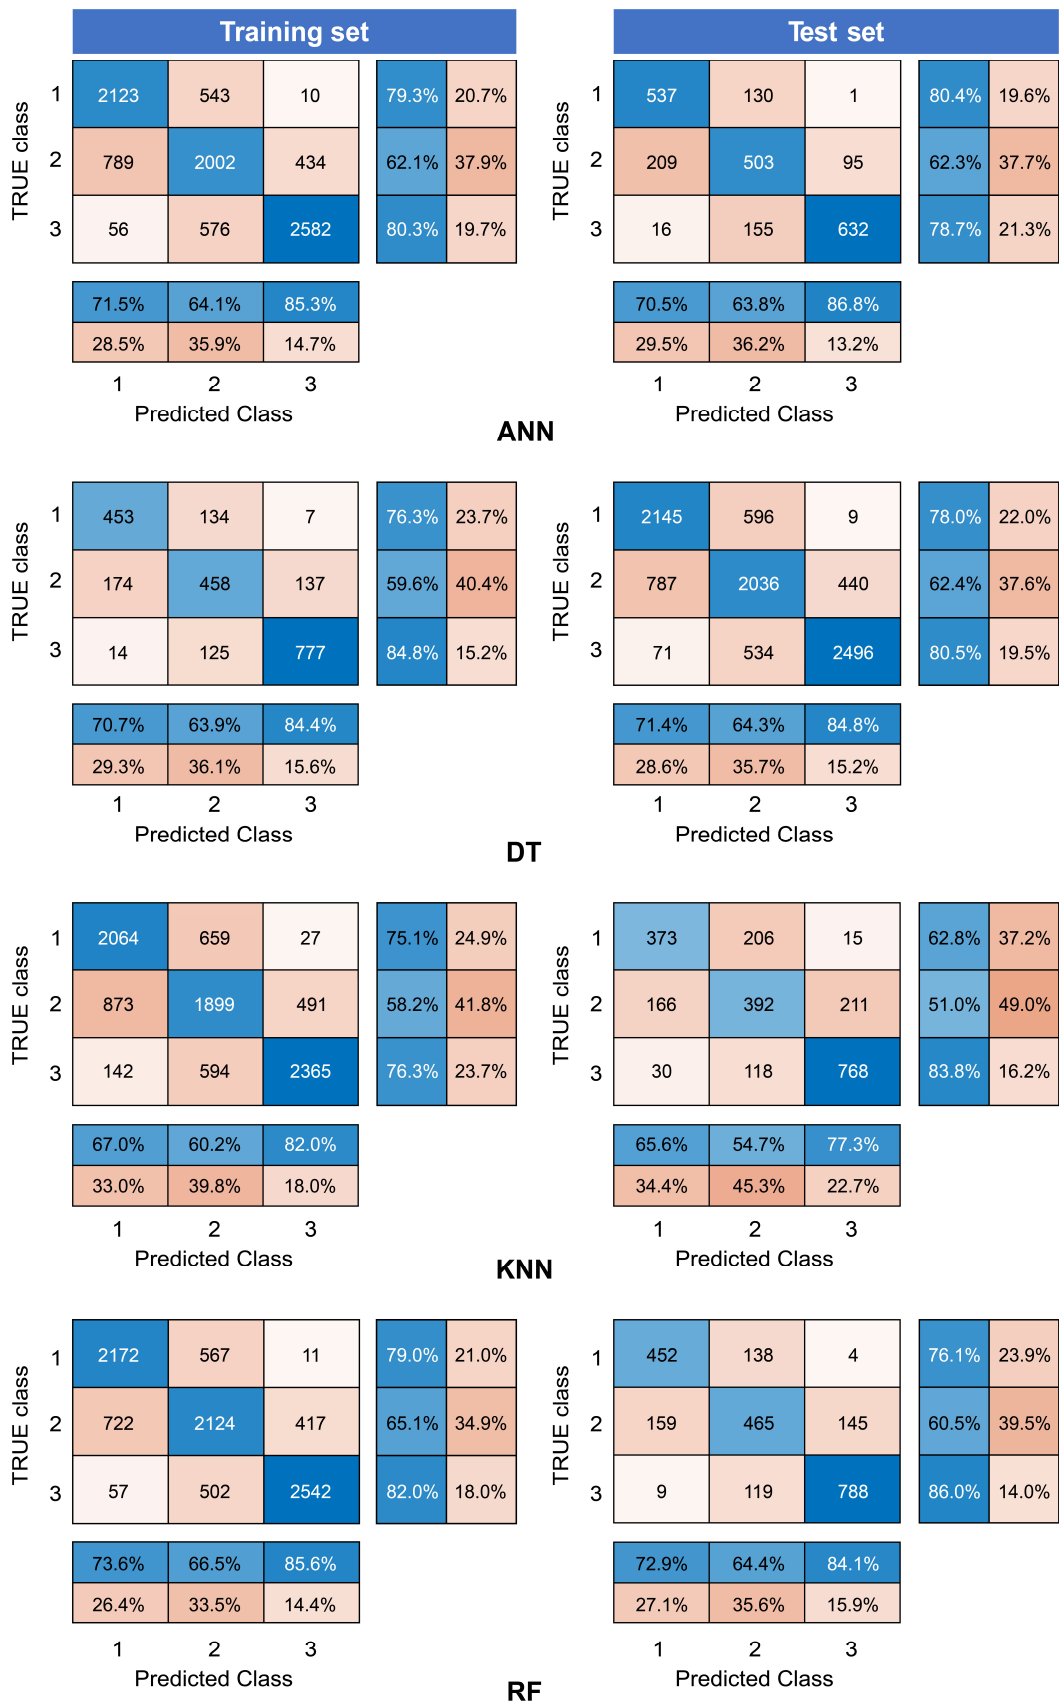 Training set Test set
1 2123 543 10 79.3% 20.7% 1 537 130 1 80.4% 19.6%
TRUE class 2 789 2002 434 62.1% 37.9% TRUE class 2 209 503 95 62.3% 37.7%
3 56 576 2582 80.3% 19.7% 3 16 155 632 78.7% 21.3%
71.5% 64.1% 85.3% 70.5% 63.8% 86.8%
28.5% 35.9% 14.7% 29.5% 36.2% 13.2%
1 2 3 1 2 3
Predicted Class Predicted Class
ANN
1 453 134 7 76.3% 23.7% 1 2145 596 9 78.0% 22.0%
TRUE class 2 174 458 137 59.6% 40.4% TRUE class 2 787 2036 440 62.4% 37.6%
3 14 125 777 84.8% 15.2% 3 71 534 2496 80.5% 19.5%
70.7% 63.9% 84.4% 71.4% 64.3% 84.8%
29.3% 36.1% 15.6% 28.6% 35.7% 15.2%
1 2 3 1 2 3
Predicted Class Predicted Class
DT
1 2064 659 27 75.1% 24.9% 1 373 206 15 62.8% 37.2%
TRUE class 2 873 1899 491 58.2% 41.8% TRUE class 2 166 392 211 51.0% 49.0%
3 142 594 2365 76.3% 23.7% 3 30 118 768 83.8% 16.2%
67.0% 60.2% 82.0% 65.6% 54.7% 77.3%
33.0% 39.8% 18.0% 34.4% 45.3% 22.7%
1 2 3 1 2 3
Predicted Class Predicted Class
KNN
1 2172 567 11 79.0% 21.0% 1 452 138 4 76.1% 23.9%
TRUE class 2 722 2124 417 65.1% 34.9% TRUE class 2 159 465 145 60.5% 39.5%
3 57 502 2542 82.0% 18.0% 3 9 119 788 86.0% 14.0%
73.6% 66.5% 85.6% 72.9% 64.4% 84.1%
26.4% 33.5% 14.4% 27.1% 35.6% 15.9%
1 2 3 1 2 3
Predicted Class Predicted Class
RF